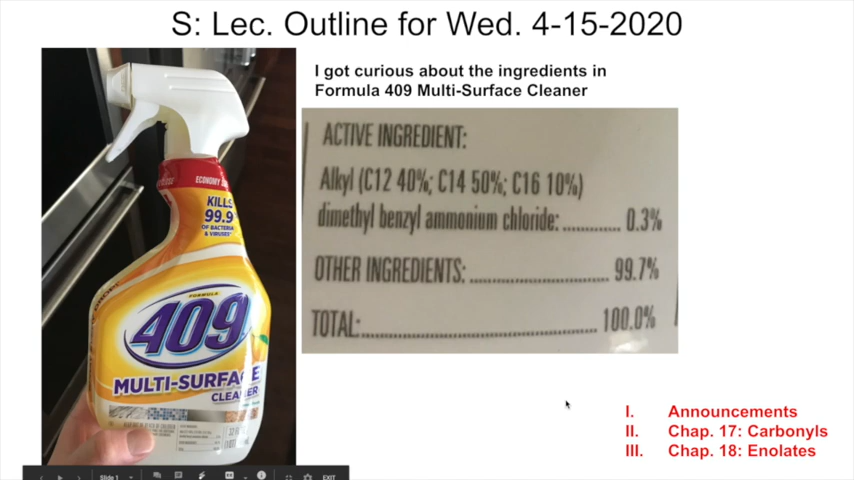 S: Lec. Outline for Wed. 4-15-2020
I got curious about the ingredients in
Formula 409 Multi-Surface Cleaner
ACTIVE INGREDIENT:
Alkyl (C12 40%; C14 50%; C16 10%)
dimethyl benzyl ammonium chloride: 0.3%
OTHER INGREDIENTS: 99.7%
TOTAL: 100.0%
ECONOMY
KILLS
99.9
OF BACTERIA
& VIRUSES
FORMULA
409
MULTI-SURFACE
CLEANER
I. Announcements
II. Chap. 17: Carbonyls
III. Chap. 18: Enolates
Slide 1
EXIT